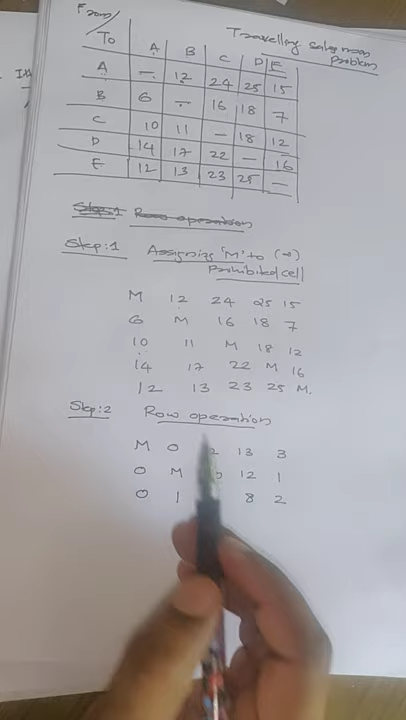 From
To
Travelling salesman
Problem
A B C D E
A - 12 24 25 15
B 6 - 16 18 7
C 10 11 - 18 12
D 14 17 22 - 16
E 12 13 23 25 -
Step:1 Row operation
Step:1 Assigning 'M' to (-)
Prohibited cell
M 12 24 25 15
6 M 16 18 7
10 11 M 18 12
14 17 22 M 16
12 13 23 25 M.
Step:2 Row operation
M 0 2 13 3
0 M 12 1
0 1 8 2